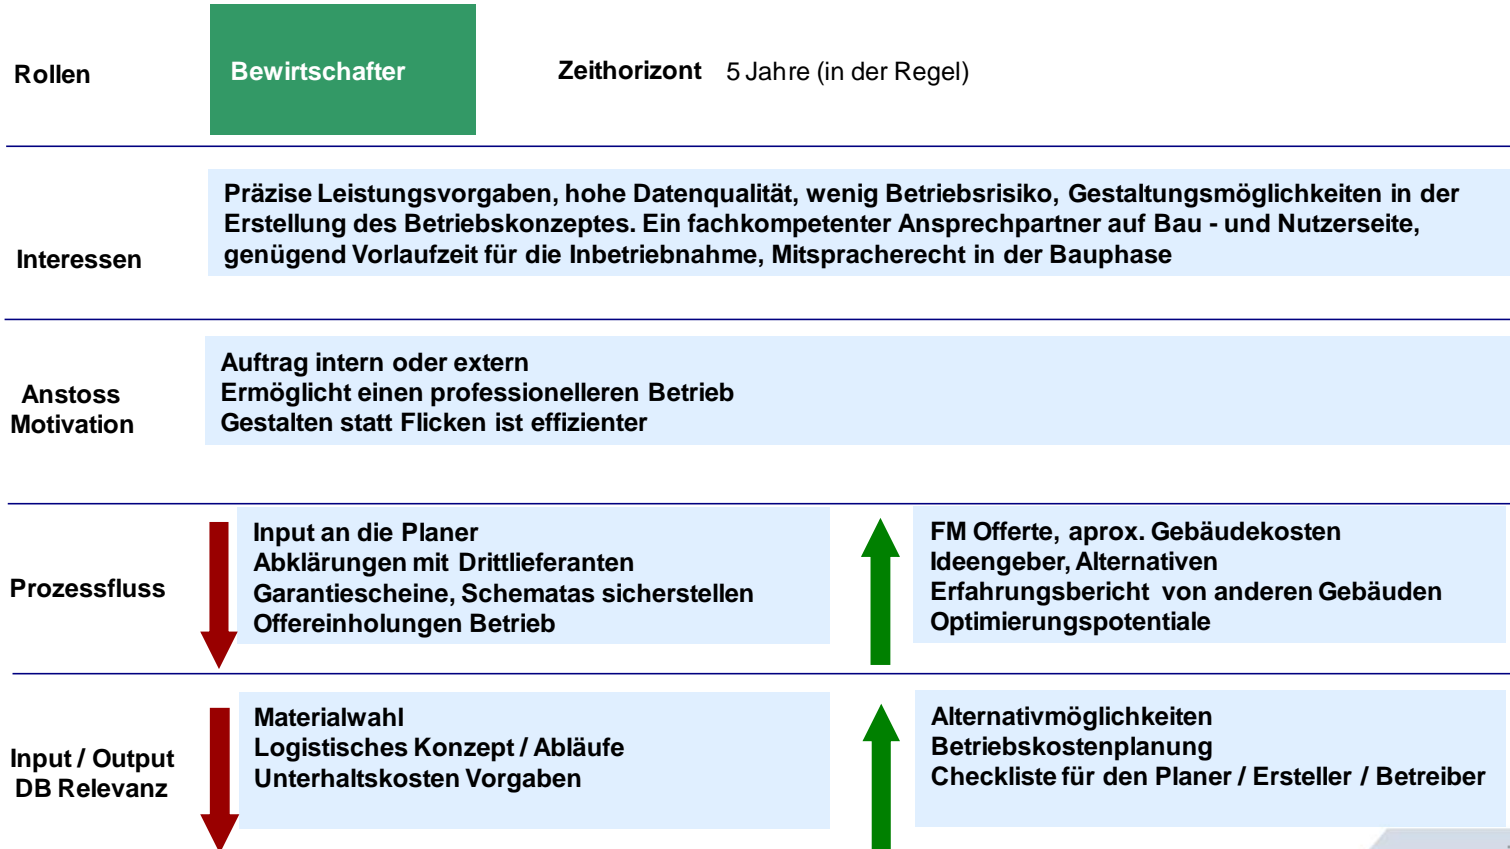 Rollen
Bewirtschafter
Zeithorizont 5 Jahre (in der Regel)
Interessen
Präzise Leistungsvorgaben, hohe Datenqualität, wenig Betriebsrisiko, Gestaltungsmöglichkeiten in der
Erstellung des Betriebskonzeptes. Ein fachkompetenter Ansprechpartner auf Bau - und Nutzerseite,
genügend Vorlaufzeit für die Inbetriebnahme, Mitspracherecht in der Bauphase
Anstoss
Motivation
Auftrag intern oder extern
Ermöglicht einen professionelleren Betrieb
Gestalten statt Flicken ist effizienter
Prozessfluss
Input an die Planer
Abklärungen mit Drittlieferanten
Garantiescheine, Schematas sicherstellen
Offereinholungen Betrieb
FM Offerte, aprox. Gebäudekosten
Ideengeber, Alternativen
Erfahrungsbericht von anderen Gebäuden
Optimierungspotentiale
Input / Output
DB Relevanz
Materialwahl
Logistisches Konzept / Abläufe
Unterhaltskosten Vorgaben
Alternativmöglichkeiten
Betriebskostenplanung
Checkliste für den Planer / Ersteller / Betreiber